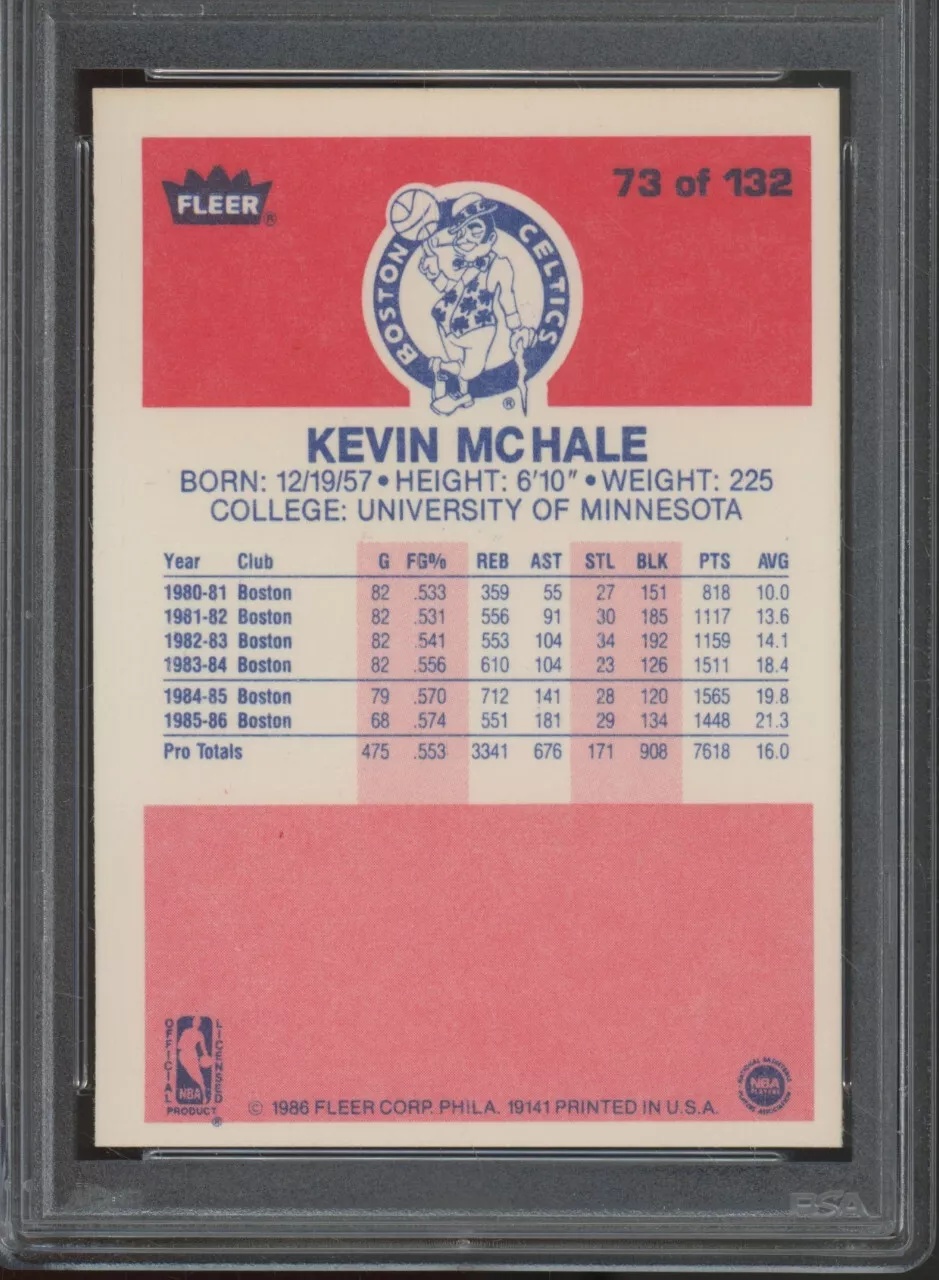 FLEER®
73 of 132
BOSTON CELTICS
®
KEVIN MCHALE
BORN: 12/19/57 • HEIGHT: 6'10" • WEIGHT: 225
COLLEGE: UNIVERSITY OF MINNESOTA
Year Club G FG% REB AST STL BLK PTS AVG
1980-81 Boston 82 .533 359 55 27 151 818 10.0
1981-82 Boston 82 .531 556 91 30 185 1117 13.6
1982-83 Boston 82 .541 553 104 34 192 1159 14.1
1983-84 Boston 82 .556 610 104 23 126 1511 18.4
1984-85 Boston 79 .570 712 141 28 120 1565 19.8
1985-86 Boston 68 .574 551 181 29 134 1448 21.3
Pro Totals 475 .553 3341 676 171 908 7618 16.0
OFFICIAL LICENSED
NBA
PRODUCT
®
© 1986 FLEER CORP. PHILA. 19141 PRINTED IN U.S.A.
NATIONAL BASKETBALL
NBA
PLAYERS
PLAYERS ASSOCIATION
PSA